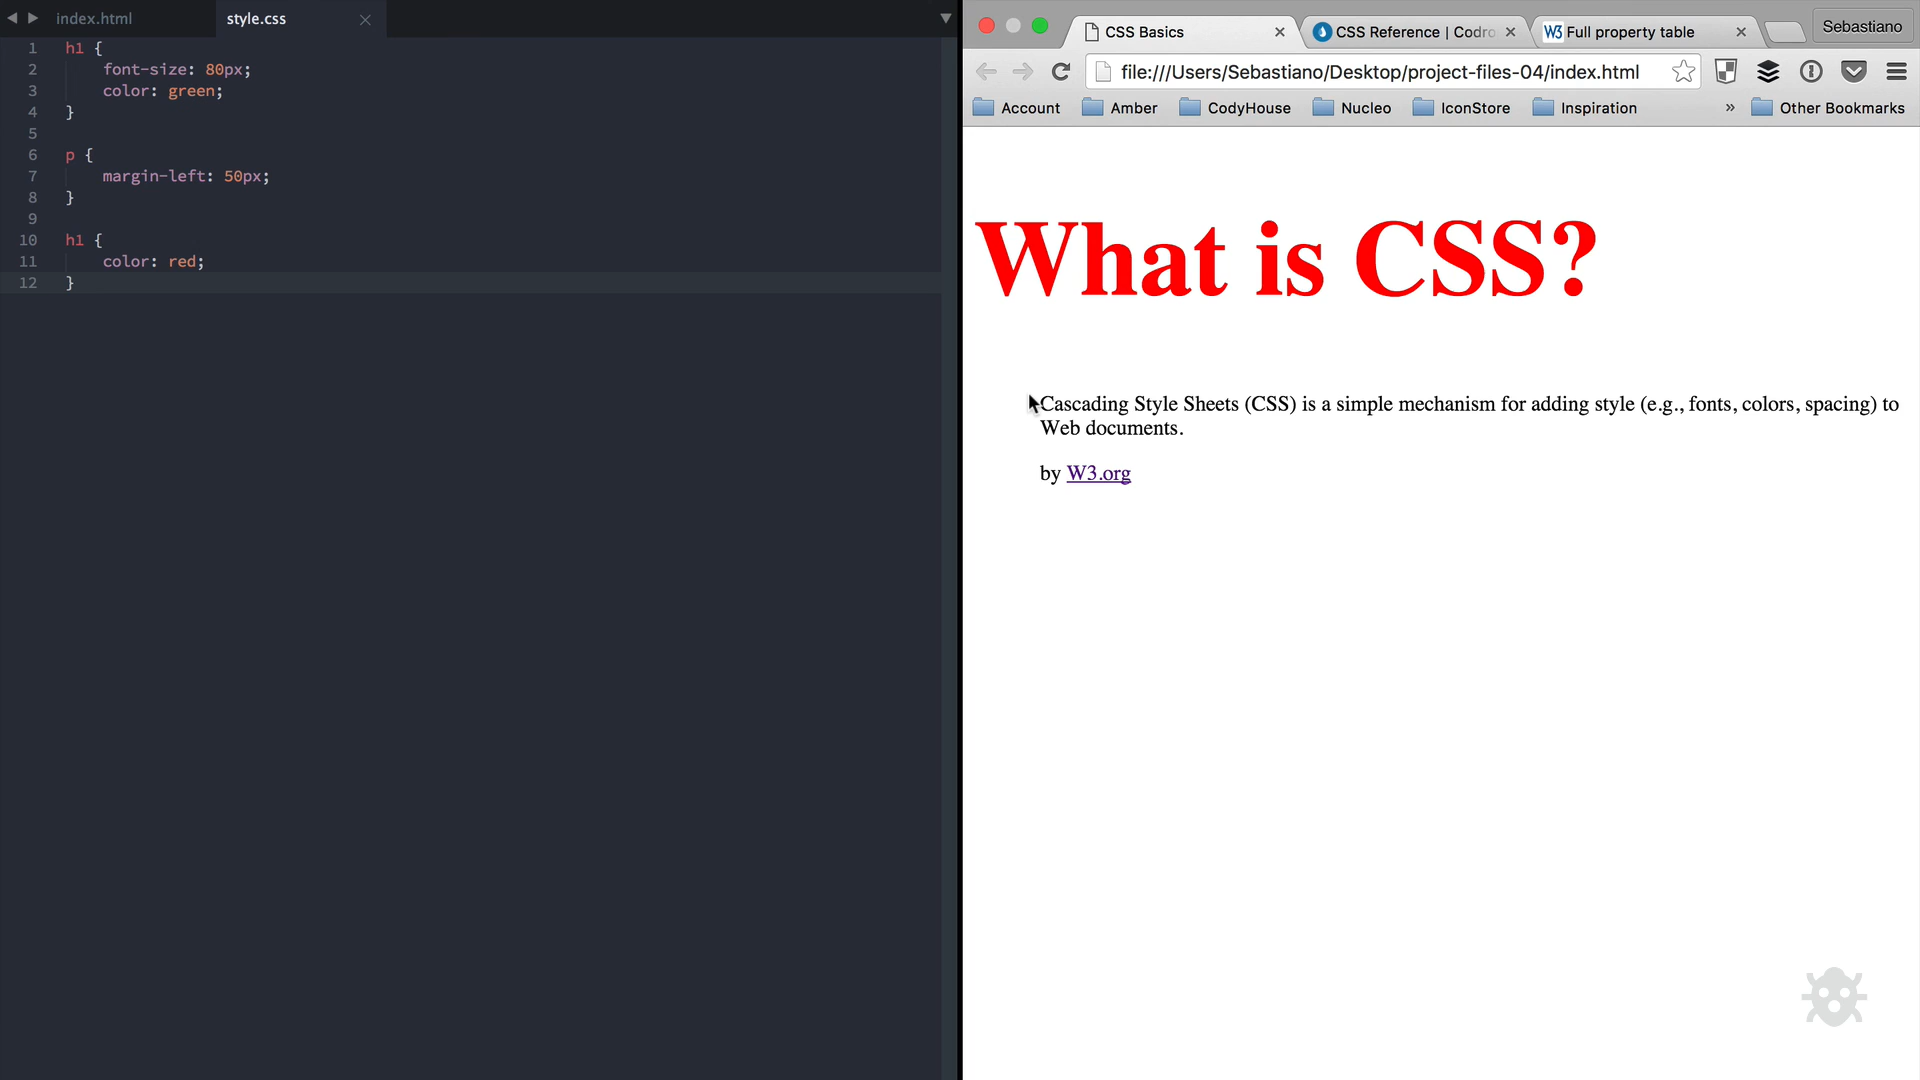 index.html
style.css
1 h1 {
2 font-size: 80px;
3 color: green;
4 }
5
6 p {
7 margin-left: 50px;
8 }
9
10 h1 {
11 color: red;
12 }
CSS Basics
CSS Reference | Codro
W3 Full property table
Sebastiano
file:///Users/Sebastiano/Desktop/project-files-04/index.html
Account
Amber
CodyHouse
Nucleo
IconStore
Inspiration
»
Other Bookmarks
What is CSS?
Cascading Style Sheets (CSS) is a simple mechanism for adding style (e.g., fonts, colors, spacing) to
Web documents.
by W3.org